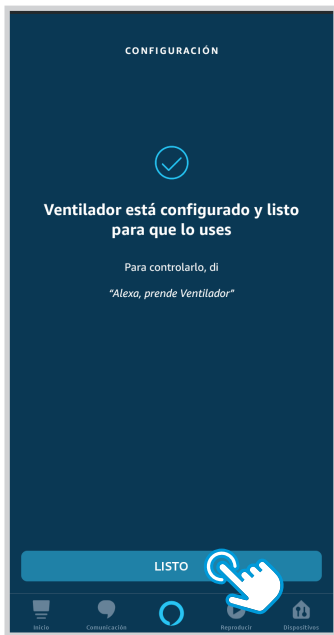 CONFIGURACIÓN
Ventilador está configurado y listo
para que lo uses
Para controlarlo, di
“Alexa, prende Ventilador”
LISTO
Inicio
Comunicación
Reproducir
Dispositivos